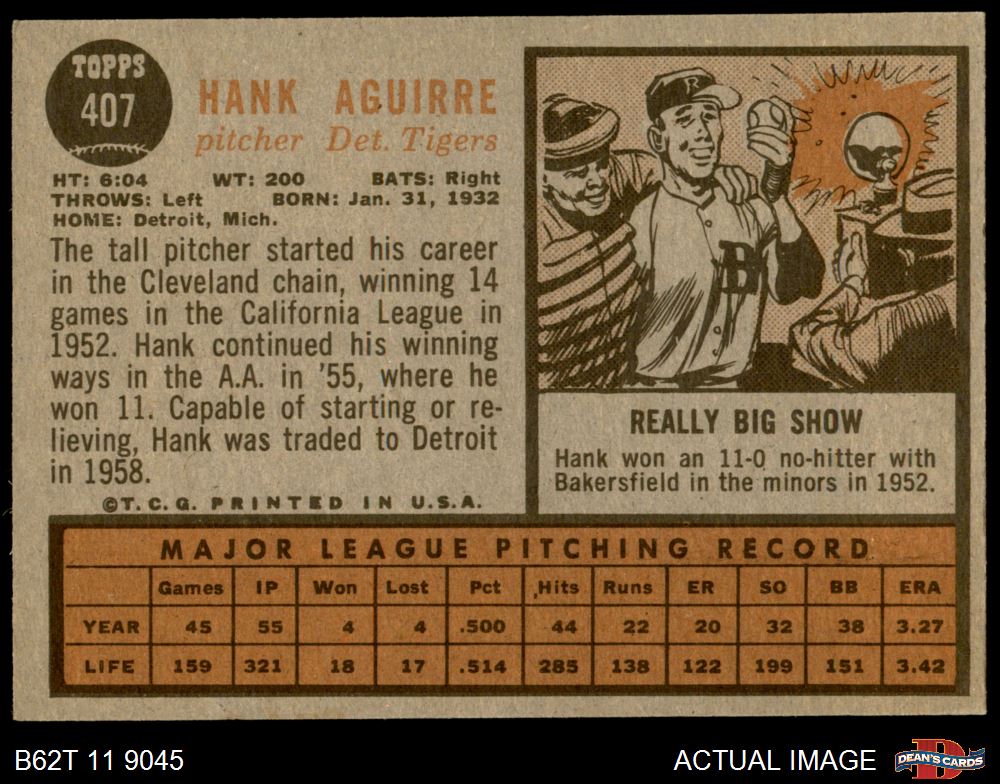 TOPPS
407
HANK AGUIRRE
pitcher Det. Tigers
HT: 6:04 WT: 200 BATS: Right
THROWS: Left BORN: Jan. 31, 1932
HOME: Detroit, Mich.
The tall pitcher started his career
in the Cleveland chain, winning 14
games in the California League in
1952. Hank continued his winning
ways in the A.A. in '55, where he
won 11. Capable of starting or re-
lieving, Hank was traded to Detroit
in 1958.
©T.C.G. PRINTED IN U.S.A.
R
B
REALLY BIG SHOW
Hank won an 11-0 no-hitter with
Bakersfield in the minors in 1952.
MAJOR LEAGUE PITCHING RECORD
Games IP Won Lost Pct Hits Runs ER SO BB ERA
YEAR 45 55 4 4 .500 44 22 20 32 38 3.27
LIFE 159 321 18 17 .514 285 138 122 199 151 3.42
B62T 11 9045 ACTUAL IMAGE
DEAN'S CARDS